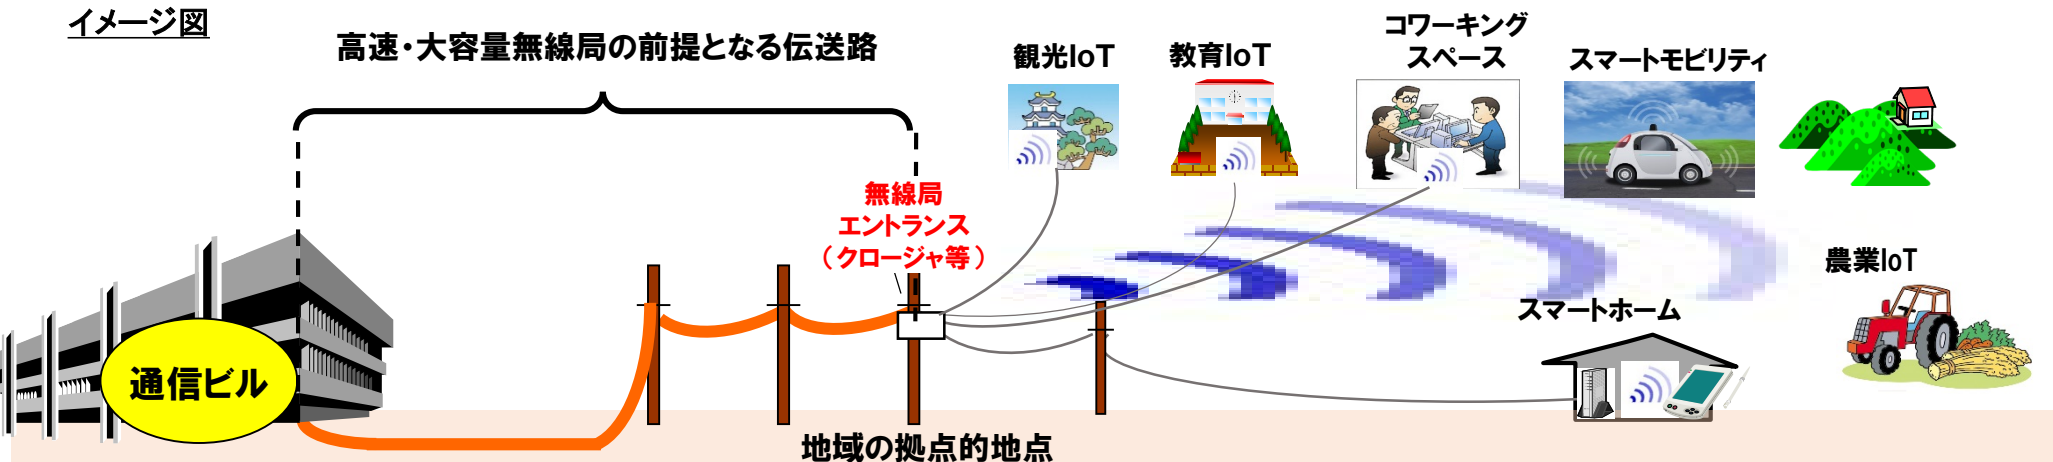 イメージ図
高速・大容量無線局の前提となる伝送路
観光IoT
教育IoT
コワーキング
スペース
スマートモビリティ
無線局
エントランス
（クロージャ等）
農業IoT
スマートホーム
通信ビル
地域の拠点的地点